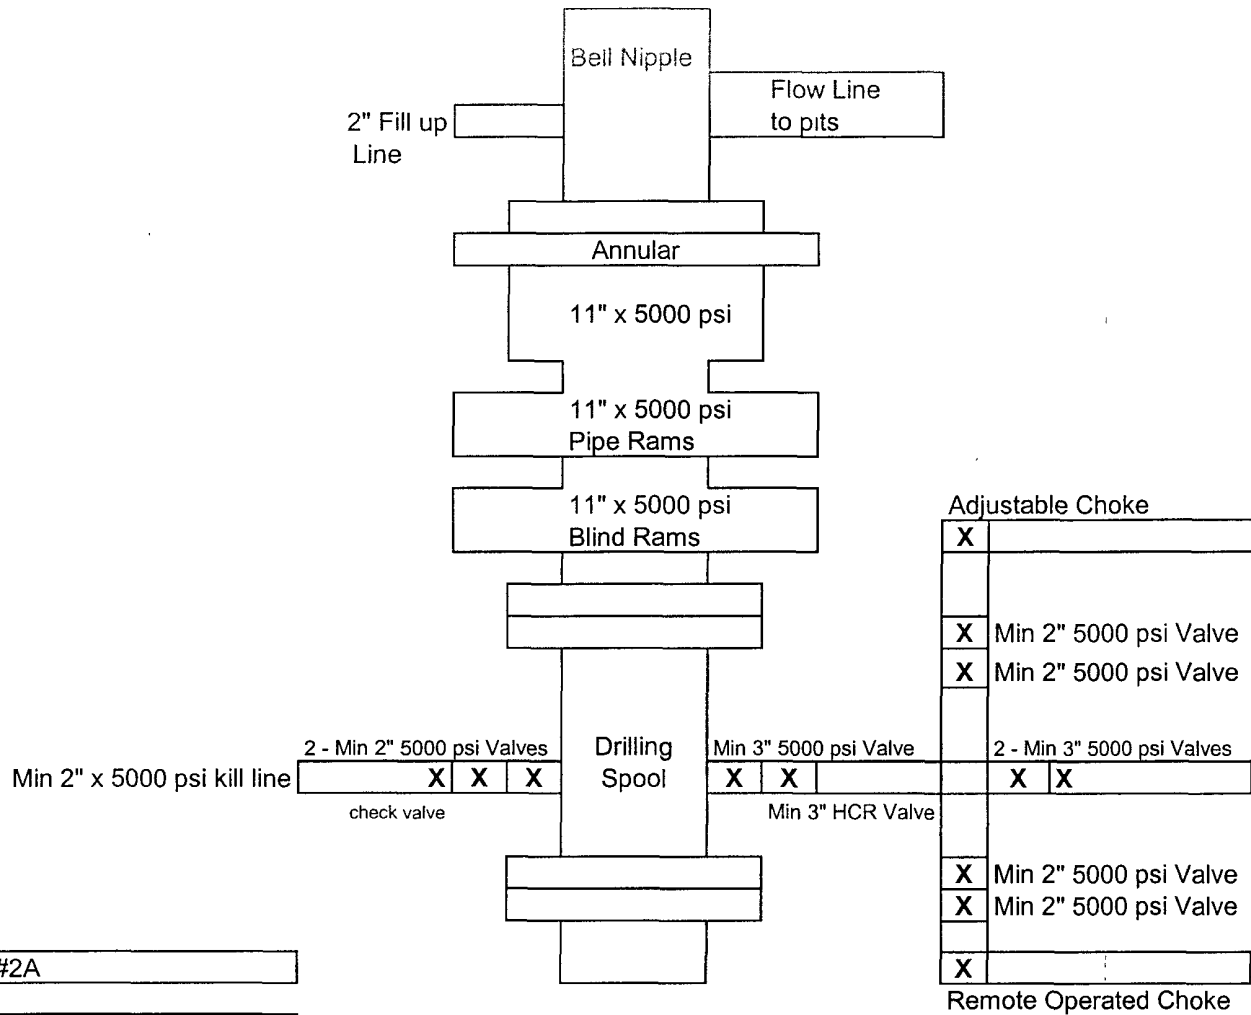 Bell Nipple
Flow Line
to pits
2" Fill up
Line
Annular
11" x 5000 psi
11" x 5000 psi
Pipe Rams
11" x 5000 psi
Blind Rams
Adjustable Choke
X
X Min 2" 5000 psi Valve
X Min 2" 5000 psi Valve
2 - Min 2" 5000 psi Valves
Drilling
Spool
Min 3" 5000 psi Valve
2 - Min 3" 5000 psi Valves
Min 2" x 5000 psi kill line
X X X
X X
X X
check valve
Min 3" HCR Valve
X Min 2" 5000 psi Valve
X Min 2" 5000 psi Valve
#2A
X
Remote Operated Choke